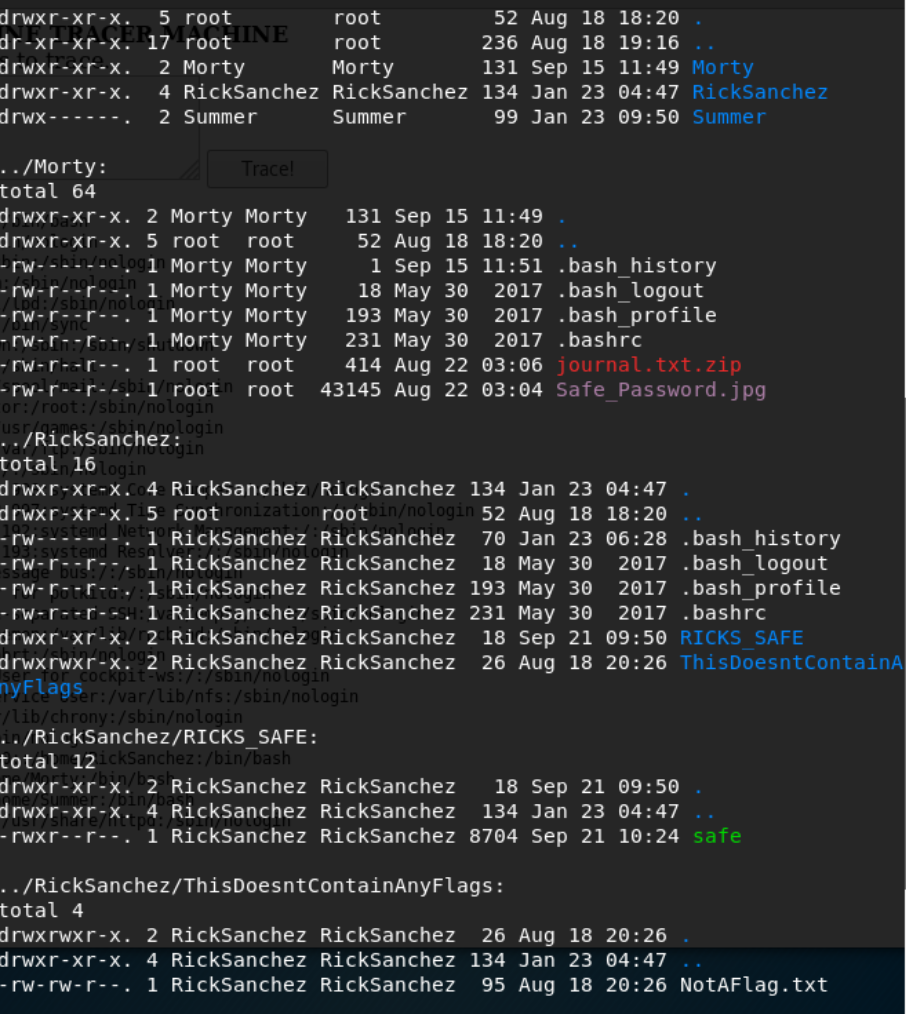 drwxr-xr-x.  5 root        root           52 Aug 18 18:20 .
dr-xr-xr-x. 17 root        root          236 Aug 18 19:16 ..
drwxr-xr-x.  2 Morty       Morty         131 Sep 15 11:49 Morty
drwxr-xr-x.  4 RickSanchez RickSanchez 134 Jan 23 04:47 RickSanchez
drwx------.  2 Summer      Summer         99 Jan 23 09:50 Summer
NE TRACER MACHINE
to trace.
Trace!
../Morty:
total 64
drwxr-xr-x. 2 Morty Morty   131 Sep 15 11:49 .
drwxr-xr-x. 5 root  root     52 Aug 18 18:20 ..
-rw-------. 1 Morty Morty     1 Sep 15 11:51 .bash_history
-rw-r--r--. 1 Morty Morty    18 May 30  2017 .bash_logout
-rw-r--r--. 1 Morty Morty   193 May 30  2017 .bash_profile
-rw-r--r--. 1 Morty Morty   231 May 30  2017 .bashrc
-rw-r--r--. 1 root  root    414 Aug 22 03:06 journal.txt.zip
-rw-r--r--. 1 root  root  43145 Aug 22 03:04 Safe_Password.jpg
../RickSanchez:
total 16
drwxr-xr-x. 4 RickSanchez RickSanchez 134 Jan 23 04:47 .
drwxr-xr-x. 5 root        root         52 Aug 18 18:20 ..
-rw-------. 1 RickSanchez RickSanchez  70 Jan 23 06:28 .bash_history
-rw-r--r--. 1 RickSanchez RickSanchez  18 May 30  2017 .bash_logout
-rw-r--r--. 1 RickSanchez RickSanchez 193 May 30  2017 .bash_profile
-rw-r--r--. 1 RickSanchez RickSanchez 231 May 30  2017 .bashrc
drwxr-xr-x. 2 RickSanchez RickSanchez  18 Sep 21 09:50 RICKS_SAFE
drwxrwxr-x. 2 RickSanchez RickSanchez  26 Aug 18 20:26 ThisDoesntContainA
nyFlags
../RickSanchez/RICKS_SAFE:
total 12
drwxr-xr-x. 2 RickSanchez RickSanchez   18 Sep 21 09:50 .
drwxr-xr-x. 4 RickSanchez RickSanchez  134 Jan 23 04:47 ..
-rwxr--r--. 1 RickSanchez RickSanchez 8704 Sep 21 10:24 safe
../RickSanchez/ThisDoesntContainAnyFlags:
total 4
drwxrwxr-x. 2 RickSanchez RickSanchez  26 Aug 18 20:26 .
drwxr-xr-x. 4 RickSanchez RickSanchez 134 Jan 23 04:47 ..
-rw-rw-r--. 1 RickSanchez RickSanchez  95 Aug 18 20:26 NotAFlag.txt